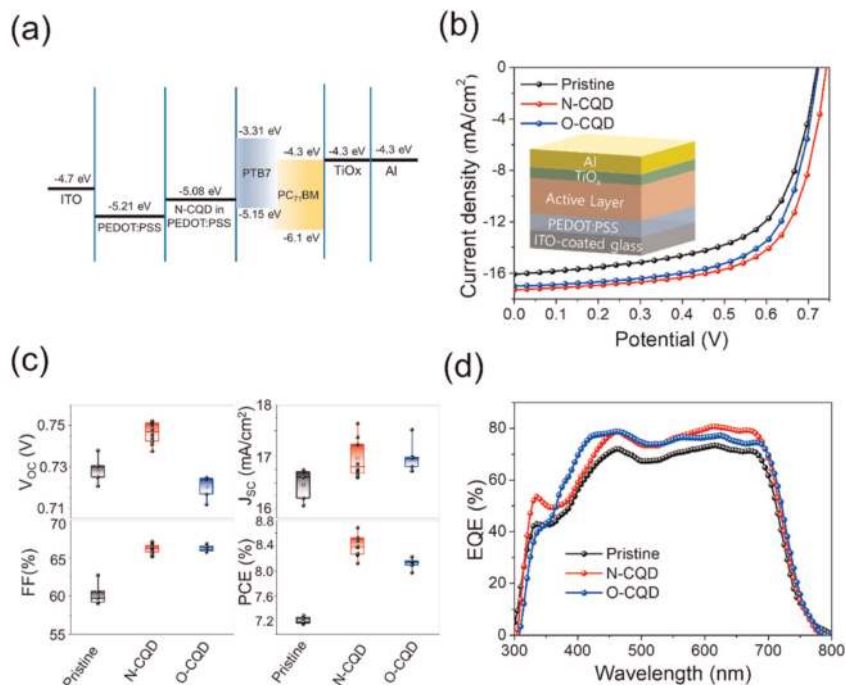 (a)
-4.7 eV
ITO
-5.21 eV
PEDOT:PSS
-5.08 eV
N-CQD in
PEDOT:PSS
-3.31 eV
PTB7
-5.15 eV
-4.3 eV
PC₇₁BM
-6.1 eV
-4.3 eV
TiOx
-4.3 eV
Al
(b)
Current density (mA/cm²)
0
-4
-8
-12
-16
0.0 0.1 0.2 0.3 0.4 0.5 0.6 0.7
Potential (V)
Pristine
N-CQD
O-CQD
Al
TiOₓ
Active Layer
PEDOT:PSS
ITO-coated glass
(c)
V_OC (V)
0.75
0.73
0.71
J_SC (mA/cm²)
18
17
16
FF(%)
70
65
60
55
PCE (%)
8.8
8.4
8.0
7.6
7.2
Pristine
N-CQD
O-CQD
Pristine
N-CQD
O-CQD
(d)
EQE (%)
80
60
40
20
0
300 400 500 600 700 800
Wavelength (nm)
Pristine
N-CQD
O-CQD